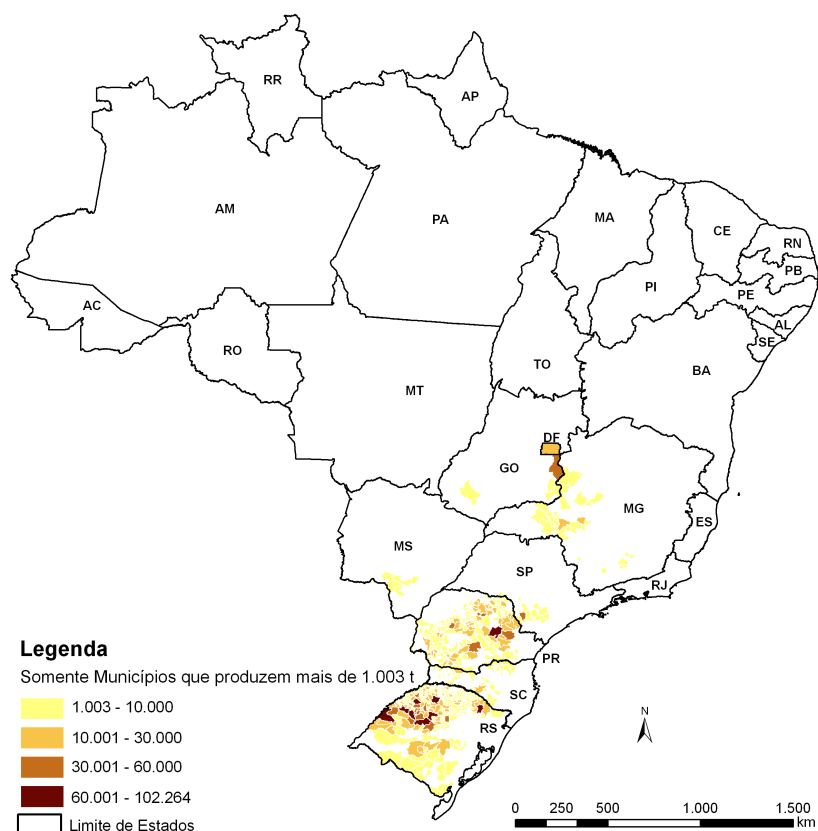 RR
AP
AM
PA
MA
CE
RN
PB
PI
PE
AL
SE
AC
RO
TO
BA
MT
DF
GO
MG
ES
MS
SP
RJ
PR
SC
RS
Legenda
Somente Municípios que produzem mais de 1.003 t
1.003 - 10.000
10.001 - 30.000
30.001 - 60.000
60.001 - 102.264
Limite de Estados
N
0 250 500 1.000 1.500
km